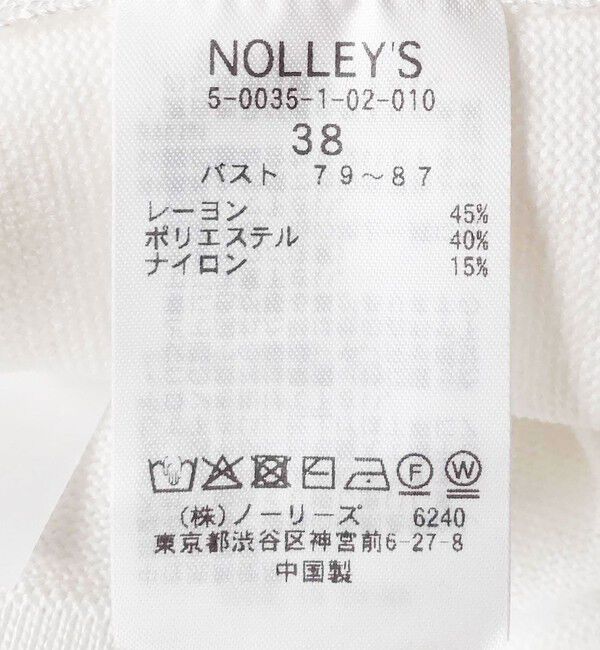 NOLLEY'S
5-0035-1-02-010
38
バスト 79～87
レーヨン 45%
ポリエステル 40%
ナイロン 15%
F W
(株)ノーリーズ 6240
東京都渋谷区神宮前6-27-8
中国製